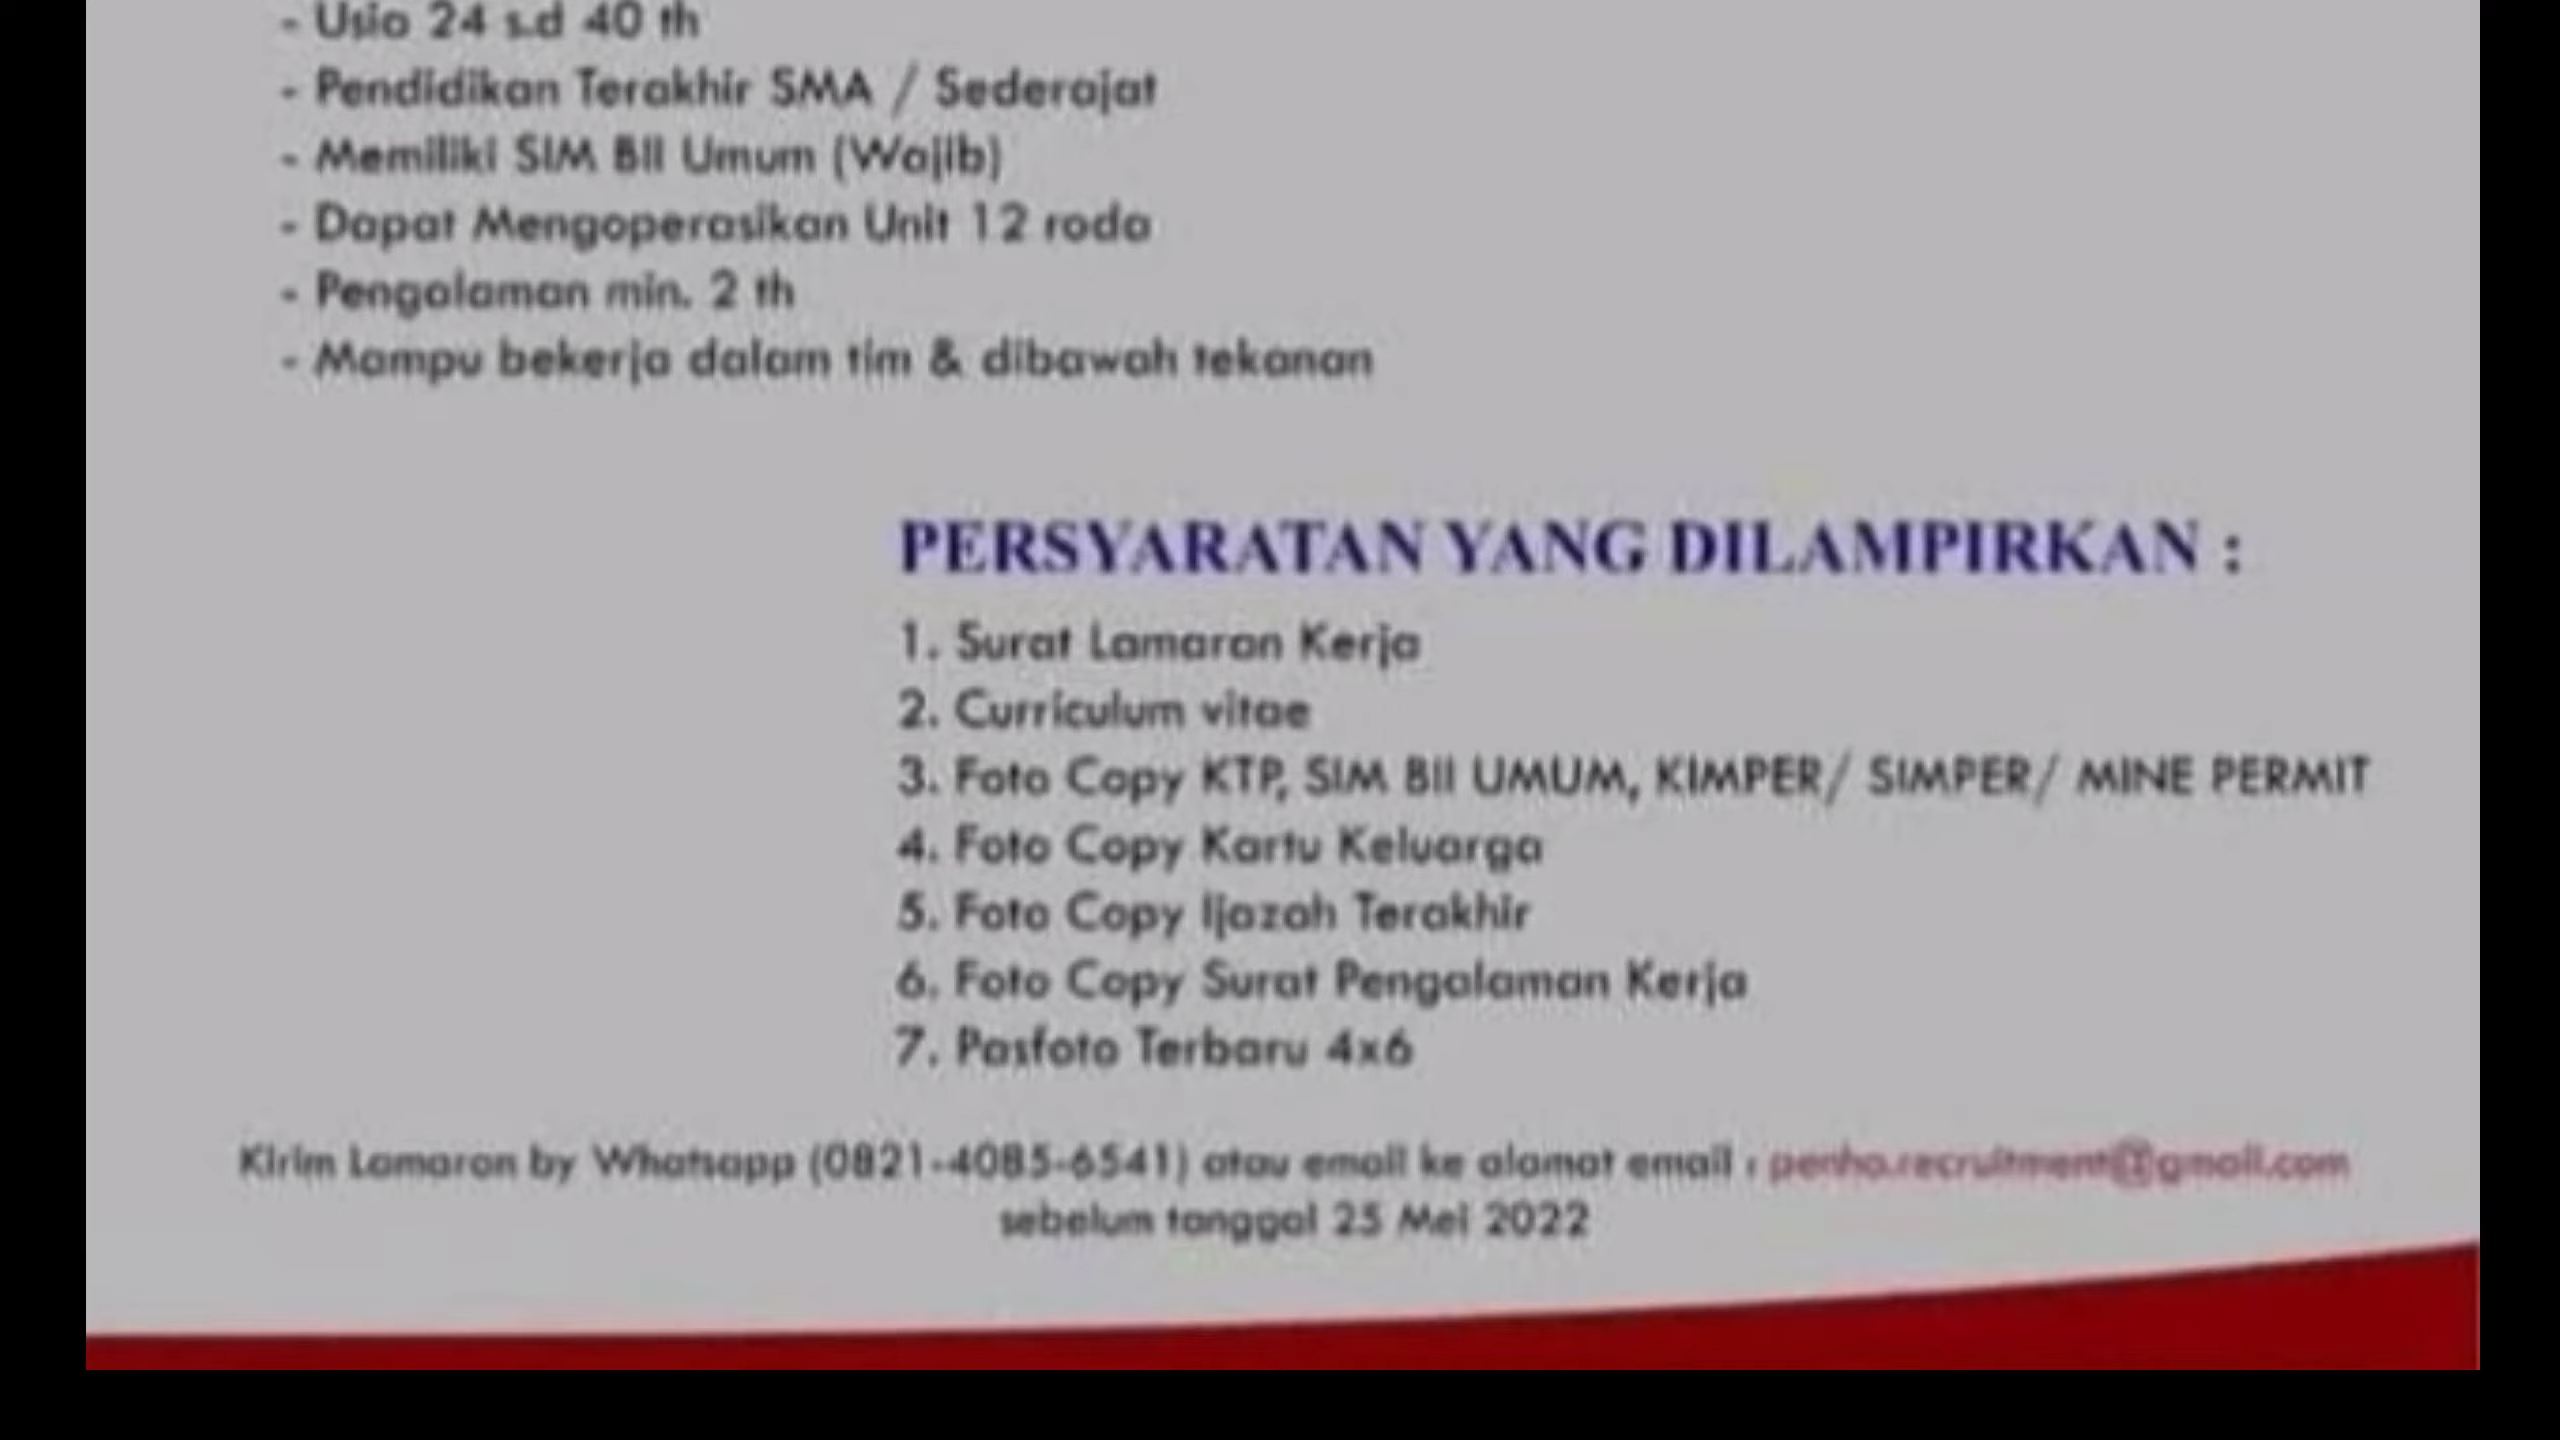 - Usia 24 s.d 40 th
- Pendidikan Terakhir SMA / Sederajat
- Memiliki SIM BII Umum (Wajib)
- Dapat Mengoperasikan Unit 12 roda
- Pengalaman min. 2 th
- Mampu bekerja dalam tim & dibawah tekanan
PERSYARATAN YANG DILAMPIRKAN :
1. Surat Lamaran Kerja
2. Curriculum vitae
3. Foto Copy KTP, SIM BII UMUM, KIMPER/ SIMPER/ MINE PERMIT
4. Foto Copy Kartu Keluarga
5. Foto Copy Ijazah Terakhir
6. Foto Copy Surat Pengalaman Kerja
7. Pasfoto Terbaru 4x6
Kirim Lamaran by Whatsapp (0821-4085-6541) atau email ke alamat email : penho.recruitment@gmail.com
sebelum tanggal 25 Mei 2022